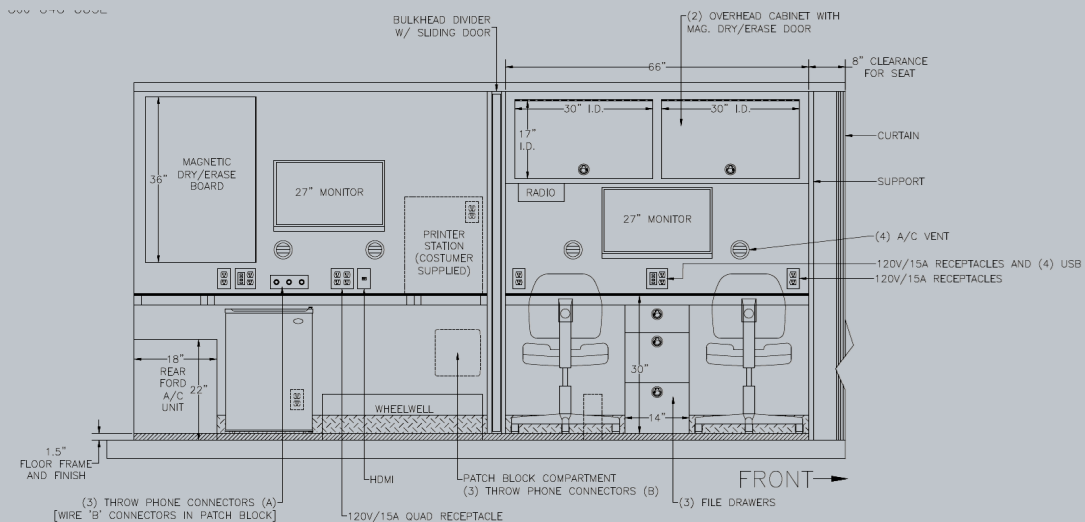 BULKHEAD DIVIDER
W/ SLIDING DOOR
(2) OVERHEAD CABINET WITH
MAG. DRY/ERASE DOOR
66"
8" CLEARANCE
FOR SEAT
30" I.D.
30" I.D.
17"
I.D.
CURTAIN
36"
MAGNETIC
DRY/ERASE
BOARD
27" MONITOR
RADIO
SUPPORT
27" MONITOR
PRINTER
STATION
(COSTUMER
SUPPLIED)
(4) A/C VENT
120V/15A RECEPTACLES AND (4) USB
120V/15A RECEPTACLES
18"
REAR
FORD
A/C
UNIT
22"
30"
WHEELWELL
14"
1.5"
FLOOR FRAME
AND FINISH
HDMI
PATCH BLOCK COMPARTMENT
(3) THROW PHONE CONNECTORS (B)
FRONT
(3) THROW PHONE CONNECTORS (A)
[WIRE 'B' CONNECTORS IN PATCH BLOCK]
(3) FILE DRAWERS
120V/15A QUAD RECEPTACLE